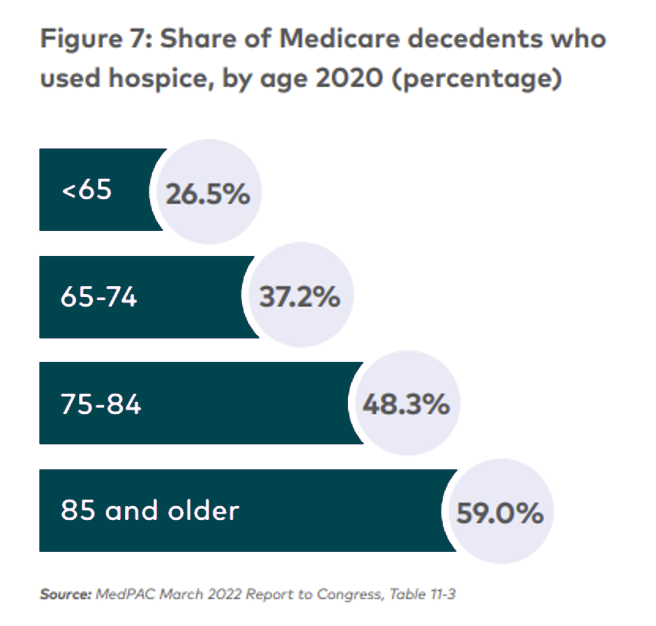 Figure 7: Share of Medicare decedents who
used hospice, by age 2020 (percentage)
<65 26.5%
65-74 37.2%
75-84 48.3%
85 and older 59.0%
Source: MedPAC March 2022 Report to Congress, Table 11-3